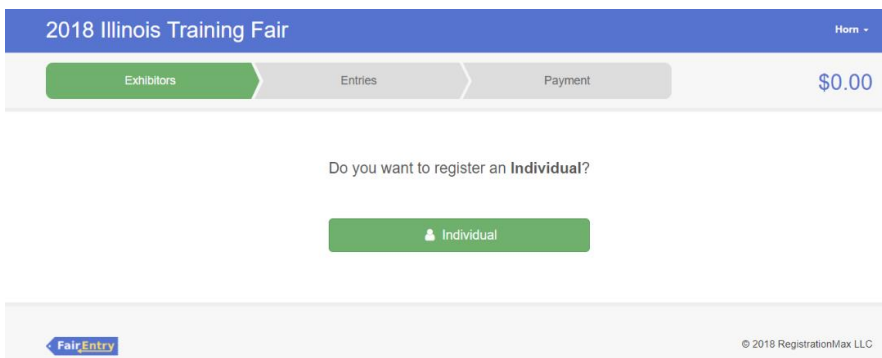 2018 Illinois Training Fair
Horn
Exhibitors
Entries
Payment
$0.00
Do you want to register an Individual?
Individual
FairEntry
© 2018 RegistrationMax LLC